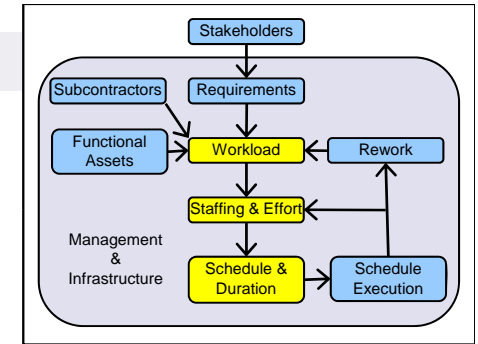 Stakeholders
Subcontractors
Requirements
Functional
Assets
Workload
Rework
Staffing & Effort
Management
&
Infrastructure
Schedule &
Duration
Schedule
Execution